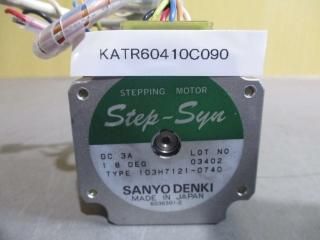 KATR60410C090
STEPPING MOTOR
Step-Syn
DC 3A LOT NO
1.8 DEG 03402
TYPE 103H7121-0740
SANYO DENKI
MADE IN JAPAN